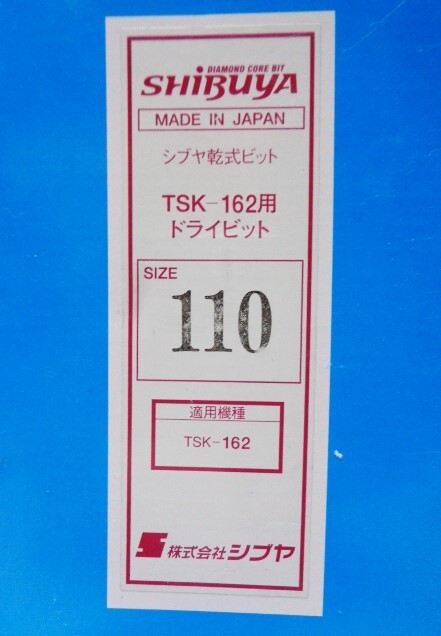 DIAMOND CORE BIT
SHIBUYA
MADE IN JAPAN
シブヤ乾式ビット
TSK-162用
ドライビット
SIZE
110
適用機種
TSK-162
株式会社シブヤ